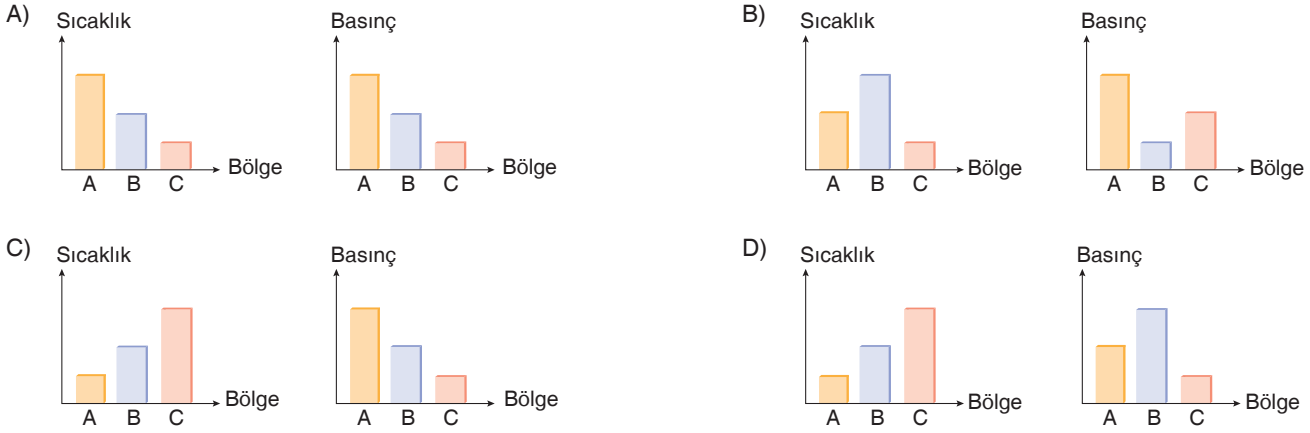 A)
Sıcaklık
Bölge
A B C
Basınç
Bölge
A B C
B)
Sıcaklık
Bölge
A B C
Basınç
Bölge
A B C
C)
Sıcaklık
Bölge
A B C
Basınç
Bölge
A B C
D)
Sıcaklık
Bölge
A B C
Basınç
Bölge
A B C